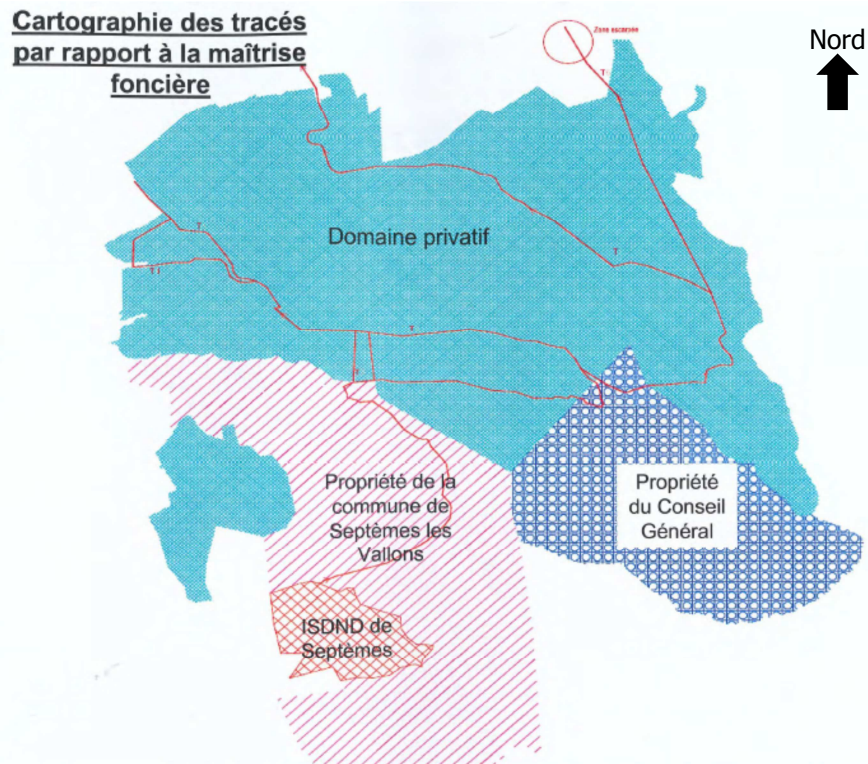 Cartographie des tracés
par rapport à la maîtrise
foncière
Zone escarpée
Nord
T
Domaine privatif
T
T
T I
T
T
Propriété de la
commune de
Septèmes les
Vallons
Propriété
du Conseil
Général
ISDND de
Septèmes